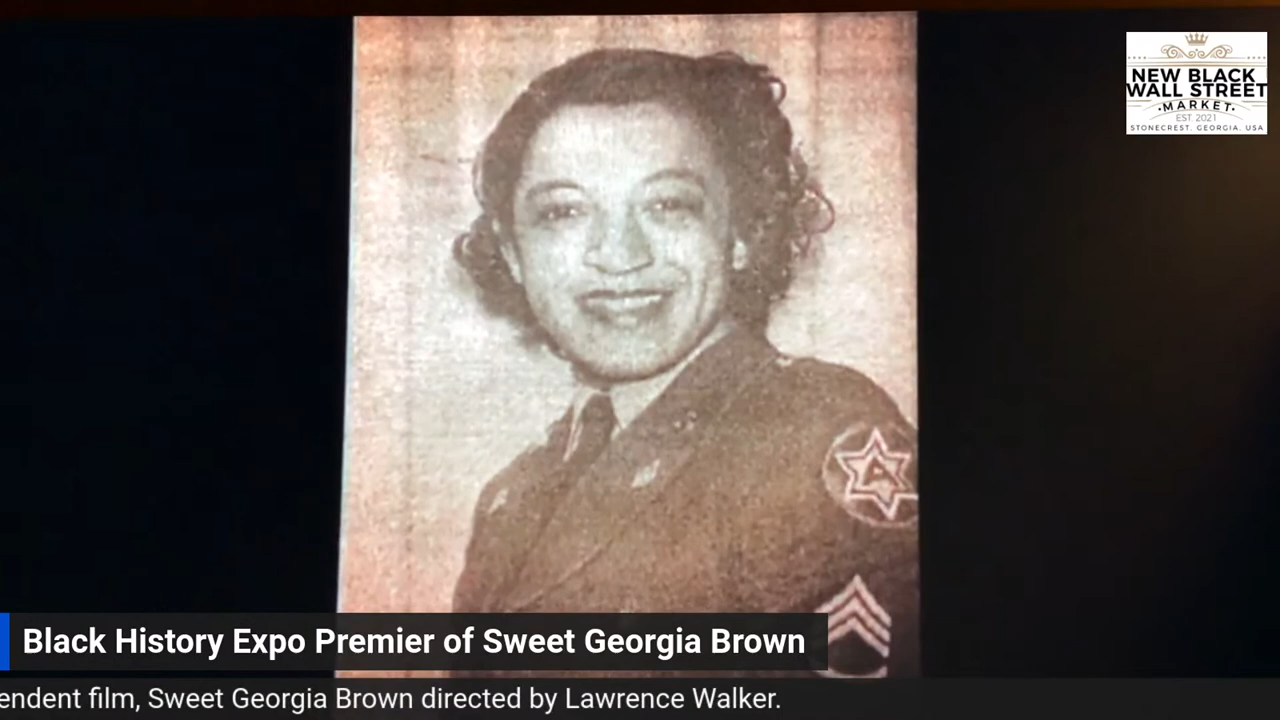 NEW BLACK
WALL STREET
·MARKET·
EST. 2021
STONECREST, GEORGIA, USA
A
Black History Expo Premier of Sweet Georgia Brown
endent film, Sweet Georgia Brown directed by Lawrence Walker.